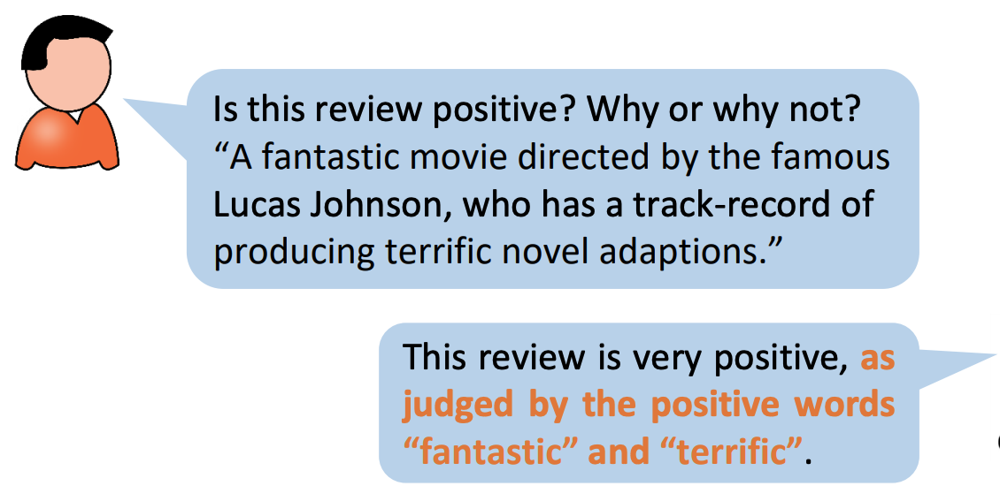 Is this review positive? Why or why not?
“A fantastic movie directed by the famous
Lucas Johnson, who has a track-record of
producing terrific novel adaptions.”
This review is very positive, as
judged by the positive words
“fantastic” and “terrific”.